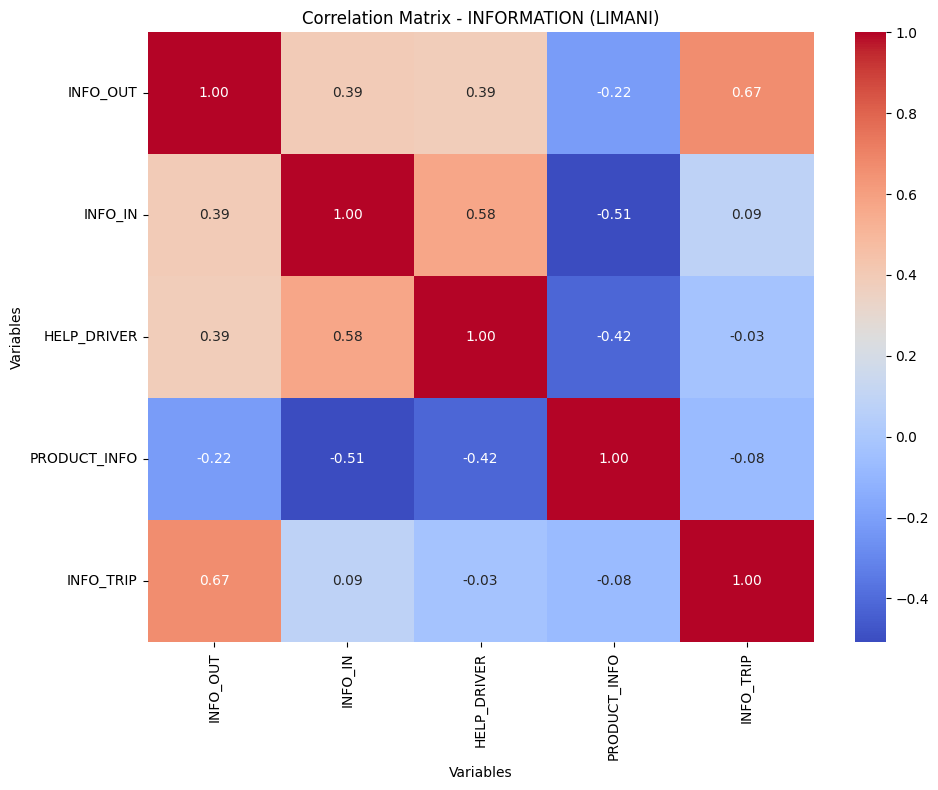 Correlation Matrix - INFORMATION (LIMANI)
INFO_OUT 1.00 0.39 0.39 -0.22 0.67
INFO_IN 0.39 1.00 0.58 -0.51 0.09
HELP_DRIVER 0.39 0.58 1.00 -0.42 -0.03
PRODUCT_INFO -0.22 -0.51 -0.42 1.00 -0.08
INFO_TRIP 0.67 0.09 -0.03 -0.08 1.00
Variables
INFO_OUT INFO_IN HELP_DRIVER PRODUCT_INFO INFO_TRIP
Variables
1.0
0.8
0.6
0.4
0.2
0.0
−0.2
−0.4